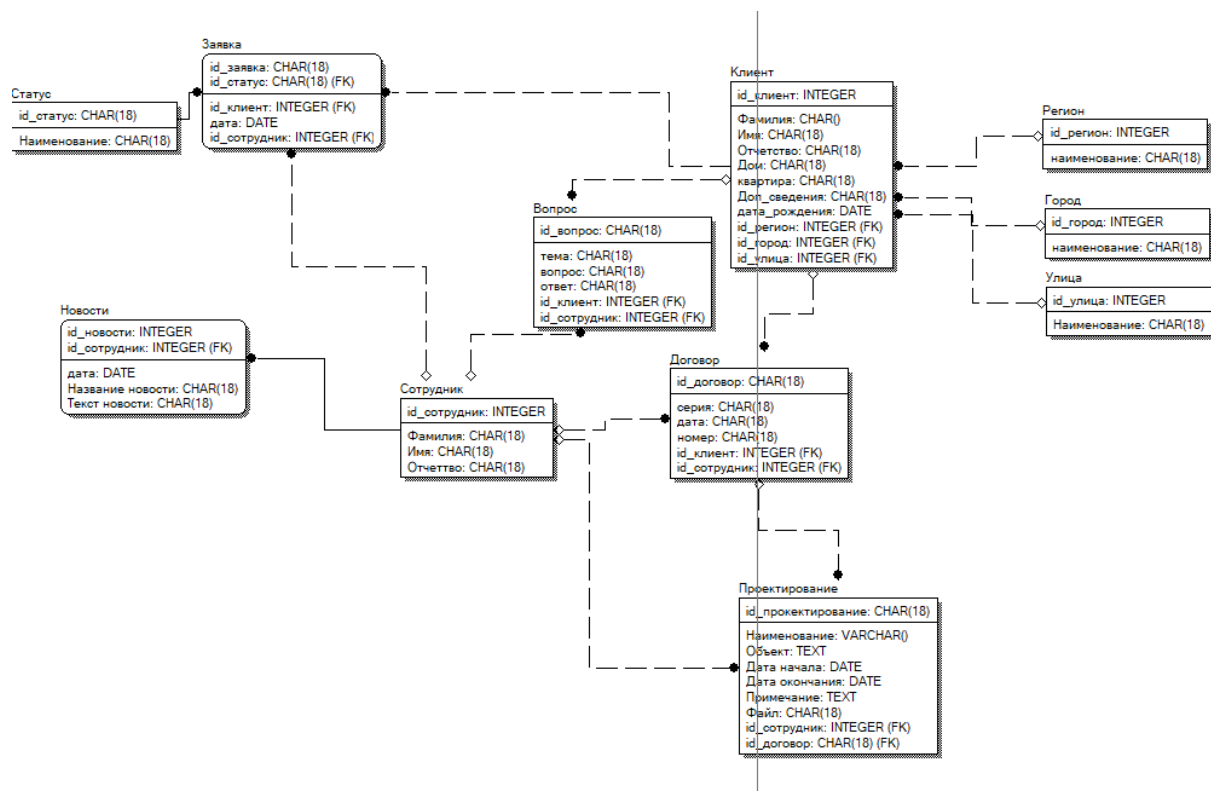 Заявка
id_заявка: CHAR(18)
id_статус: CHAR(18) (FK)
id_клиент: INTEGER (FK)
дата: DATE
id_сотрудник: INTEGER (FK)
Статус
id_статус: CHAR(18)
Наименование: CHAR(18)
Клиент
id_клиент: INTEGER
Фамилия: CHAR()
Имя: CHAR(18)
Отчетство: CHAR(18)
Дом: CHAR(18)
квартира: CHAR(18)
Доп_сведения: CHAR(18)
дата_рождения: DATE
id_регион: INTEGER (FK)
id_город: INTEGER (FK)
id_улица: INTEGER (FK)
Регион
id_регион: INTEGER
наименование: CHAR(18)
Город
id_город: INTEGER
наименование: CHAR(18)
Улица
id_улица: INTEGER
Наименование: CHAR(18)
Вопрос
id_вопрос: CHAR(18)
тема: CHAR(18)
вопрос: CHAR(18)
ответ: CHAR(18)
id_клиент: INTEGER (FK)
id_сотрудник: INTEGER (FK)
Новости
id_новости: INTEGER
id_сотрудник: INTEGER (FK)
дата: DATE
Название новости: CHAR(18)
Текст новости: CHAR(18)
Сотрудник
id_сотрудник: INTEGER
Фамилия: CHAR(18)
Имя: CHAR(18)
Отчеттво: CHAR(18)
Договор
id_договор: CHAR(18)
серия: CHAR(18)
дата: CHAR(18)
номер: CHAR(18)
id_клиент: INTEGER (FK)
id_сотрудник: INTEGER (FK)
Проектирование
id_прокектирование: CHAR(18)
Наименование: VARCHAR()
Объект: TEXT
Дата начала: DATE
Дата окончания: DATE
Примечание: TEXT
Файл: CHAR(18)
id_сотрудник: INTEGER (FK)
id_договор: CHAR(18) (FK)